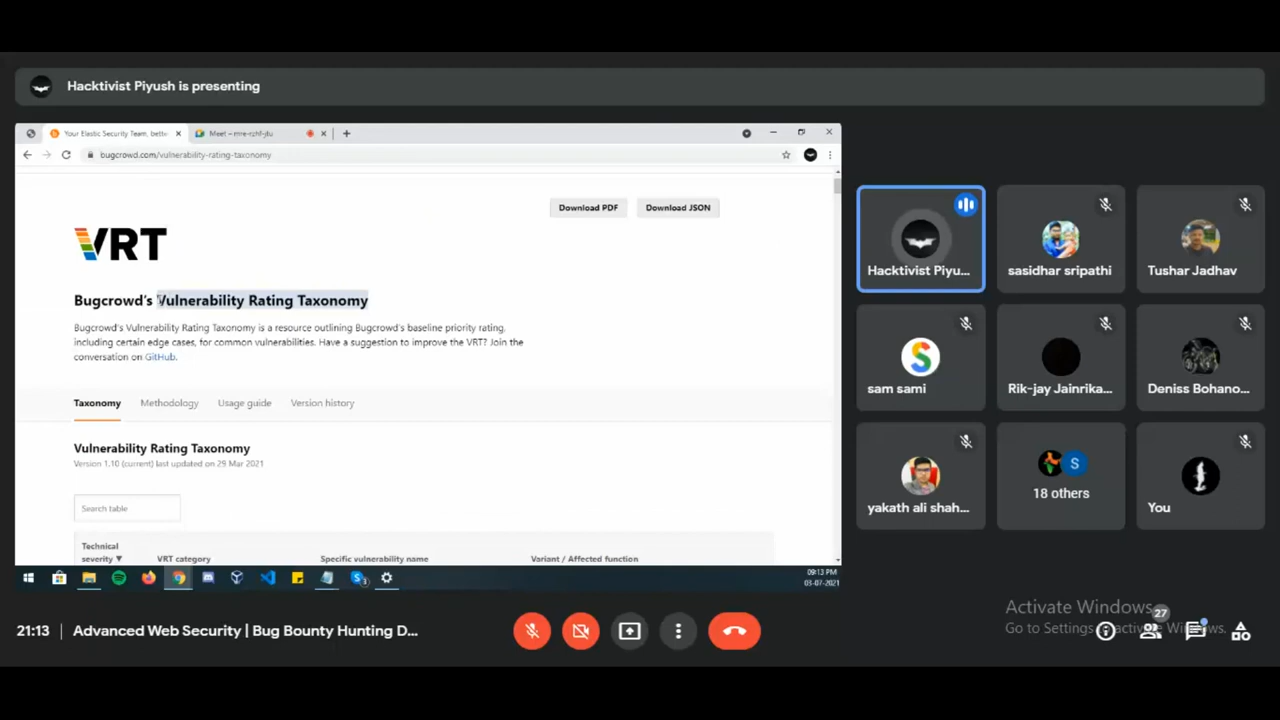 Hacktivist Piyush is presenting
Your Elastic Security Team, bett
Meet – mre-rzhf-jtu
bugcrowd.com/vulnerability-rating-taxonomy
Download PDF
Download JSON
VRT
Bugcrowd's Vulnerability Rating Taxonomy
Bugcrowd's Vulnerability Rating Taxonomy is a resource outlining Bugcrowd's baseline priority rating,
including certain edge cases, for common vulnerabilities. Have a suggestion to improve the VRT? Join the
conversation on GitHub.
Taxonomy
Methodology
Usage guide
Version history
Vulnerability Rating Taxonomy
Version 1.10 (current) last updated on 29 Mar 2021
Search table
Technical
severity ▼
VRT category
Specific vulnerability name
Variant / Affected function
09:13 PM
03-07-2021
Hacktivist Piyu...
sasidhar sripathi
Tushar Jadhav
S
sam sami
Rik-jay Jainrika...
Deniss Bohano...
yakath ali shah...
S
18 others
You
21:13
Advanced Web Security | Bug Bounty Hunting D...
Activate Windows
Go to Settings to activate Windows.
27